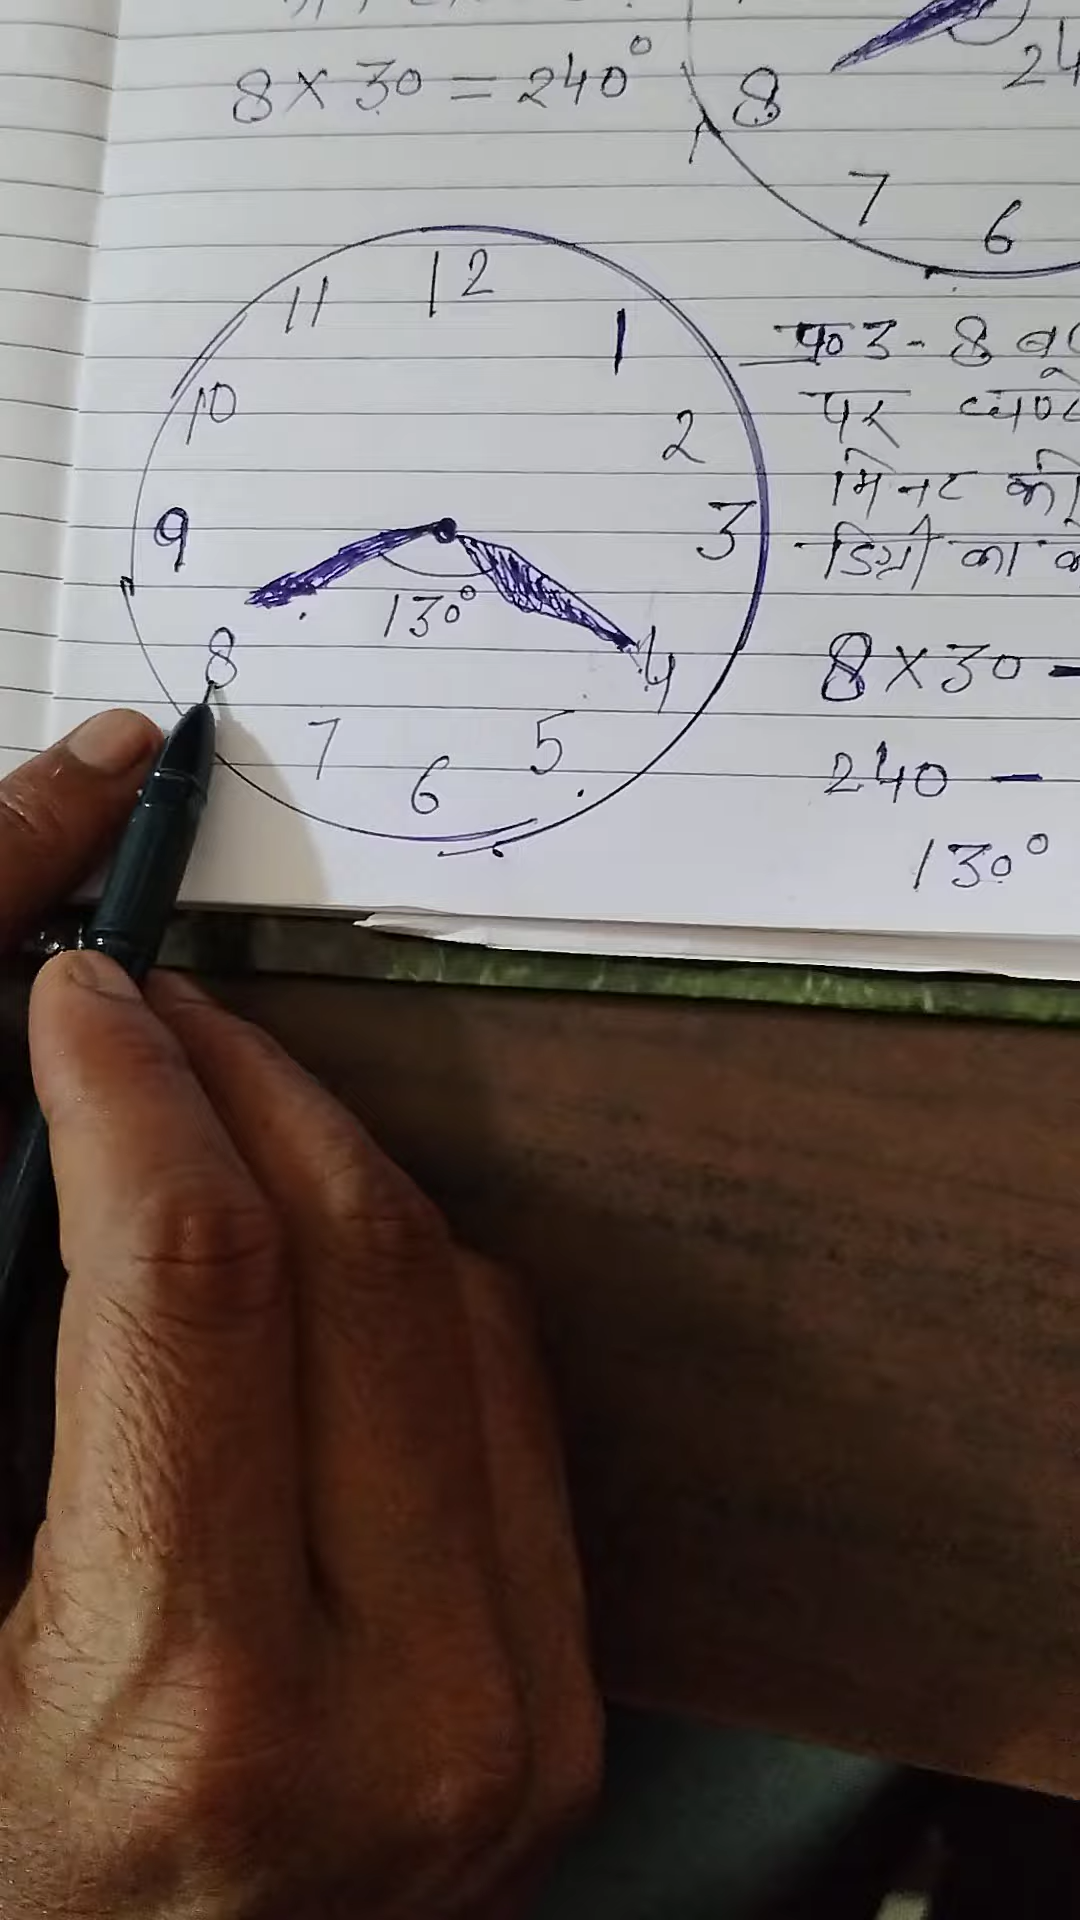 8 × 30 = 240°
24
8
7
6
11 12 1
10 2
9 3
130°
8 4
7 5
6
प्र० 3 - 8
पर
मिनट की
डिग्री का
8 × 30 -
240 -
130°